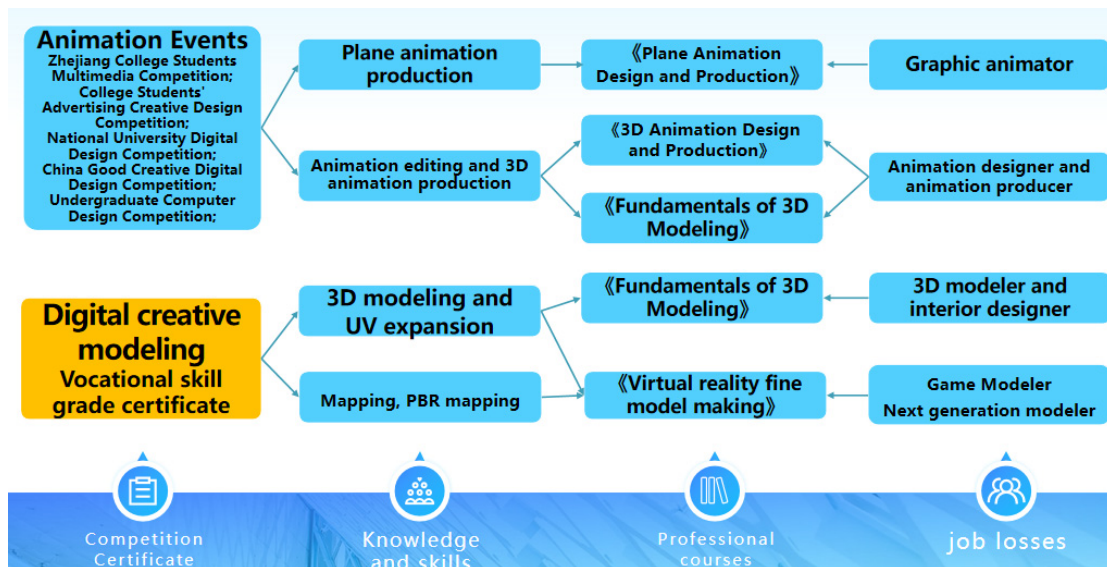 Animation Events
Zhejiang College Students
Multimedia Competition;
College Students'
Advertising Creative Design
Competition;
National University Digital
Design Competition;
China Good Creative Digital
Design Competition;
Undergraduate Computer
Design Competition;
Plane animation
production
《Plane Animation
Design and Production》
Graphic animator
Animation editing and 3D
animation production
《3D Animation Design
and Production》
《Fundamentals of 3D
Modeling》
Animation designer and
animation producer
Digital creative
modeling
Vocational skill
grade certificate
3D modeling and
UV expansion
《Fundamentals of 3D
Modeling》
3D modeler and
interior designer
Mapping, PBR mapping
《Virtual reality fine
model making》
Game Modeler
Next generation modeler
Competition
Certificate
Knowledge
and skills
Professional
courses
job losses